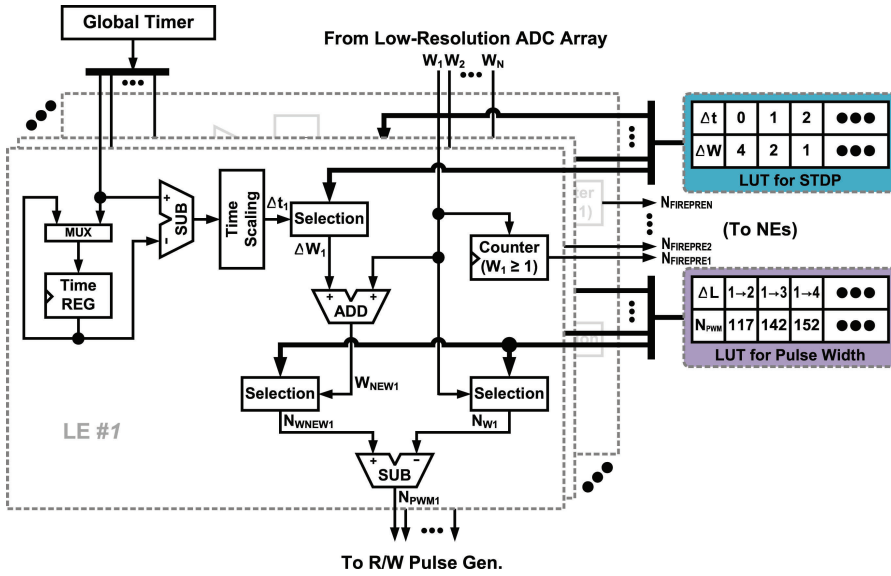 Global Timer
From Low-Resolution ADC Array
W1 W2 ••• WN
•••
Δt 0 1 2 •••
ΔW 4 2 1 •••
LUT for STDP
MUX
Time REG
+
−
SUB
Time Scaling
Δt1
Selection
ΔW1
+ +
ADD
Counter
(W1 ≥ 1)
NFIREPREN
NFIREPRE2
NFIREPRE1
(To NEs)
ΔL 1→2 1→3 1→4 •••
NPWM 117 142 152 •••
LUT for Pulse Width
Selection
WNEW1
Selection
NWNEW1
NW1
+ −
SUB
NPWM1
LE #1
•••
To R/W Pulse Gen.